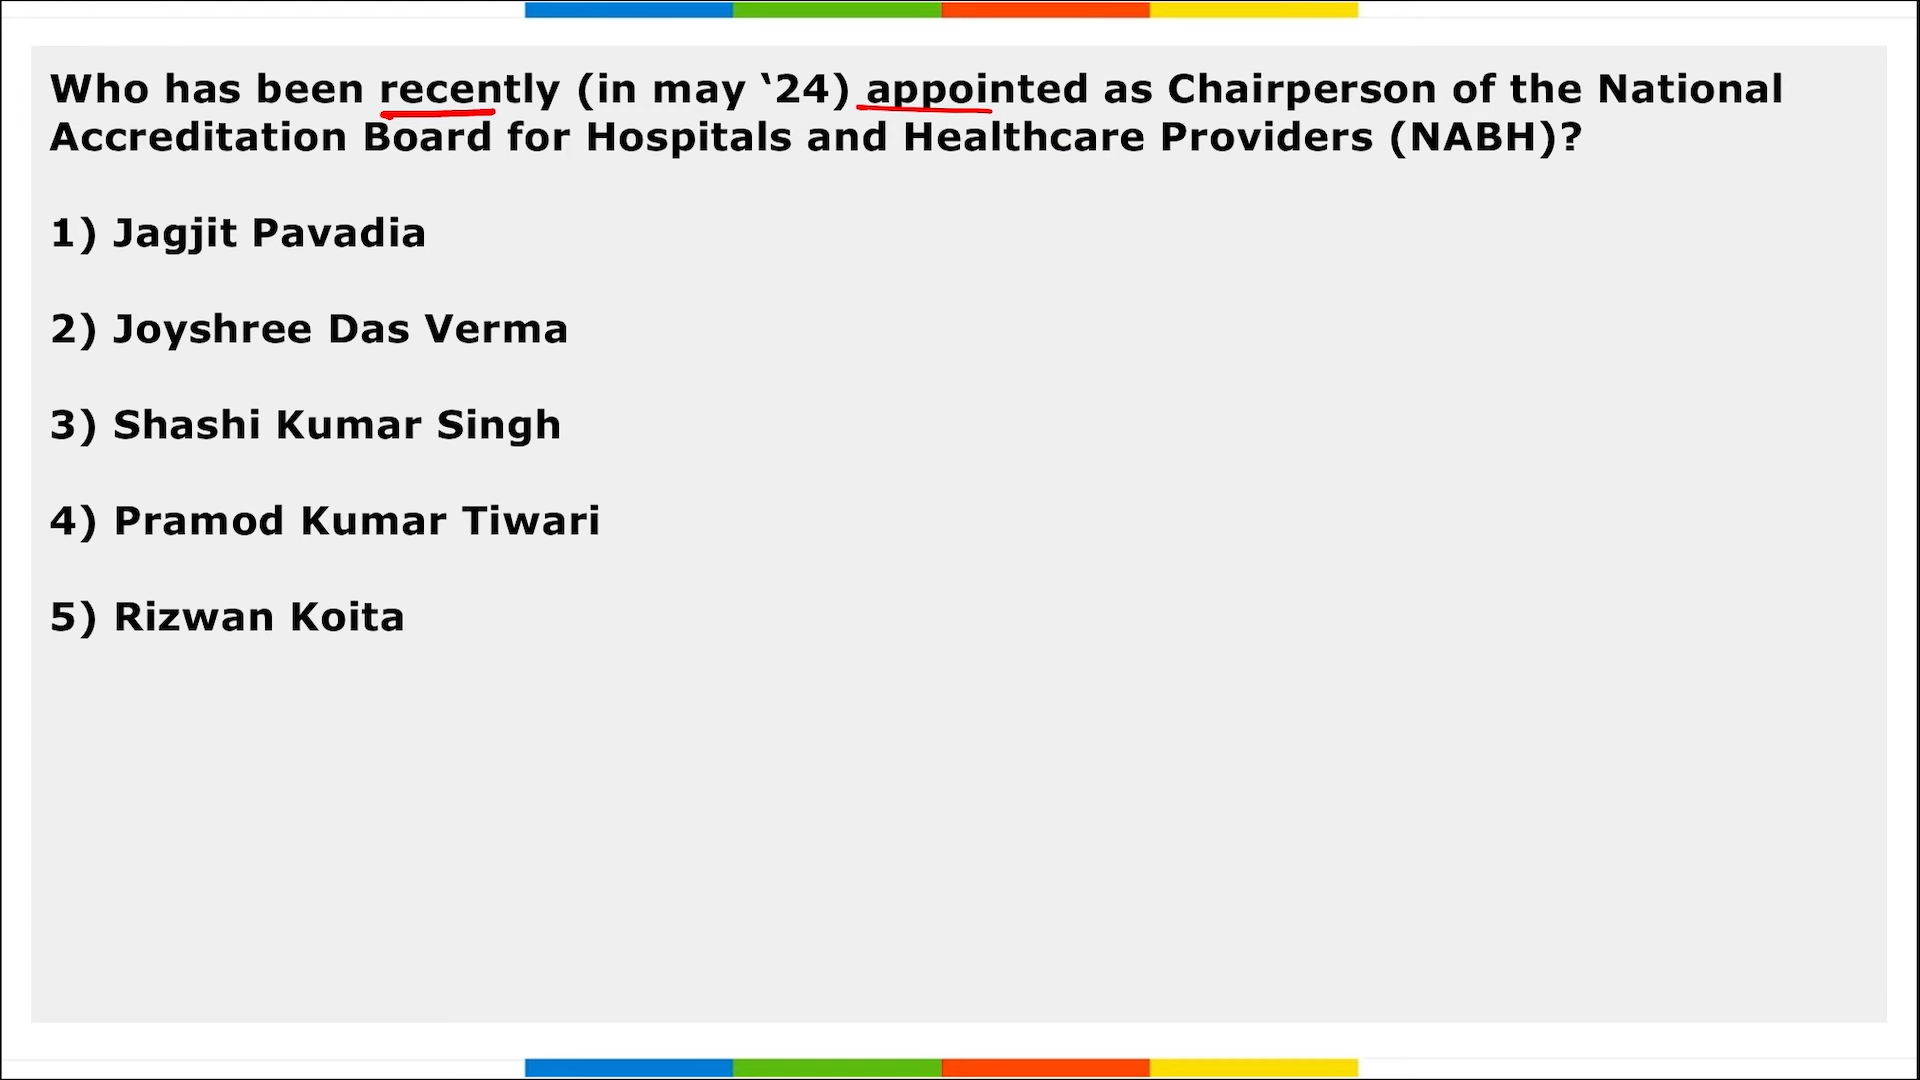 Who has been recently (in may ‘24) appointed as Chairperson of the National
Accreditation Board for Hospitals and Healthcare Providers (NABH)?
1) Jagjit Pavadia
2) Joyshree Das Verma
3) Shashi Kumar Singh
4) Pramod Kumar Tiwari
5) Rizwan Koita